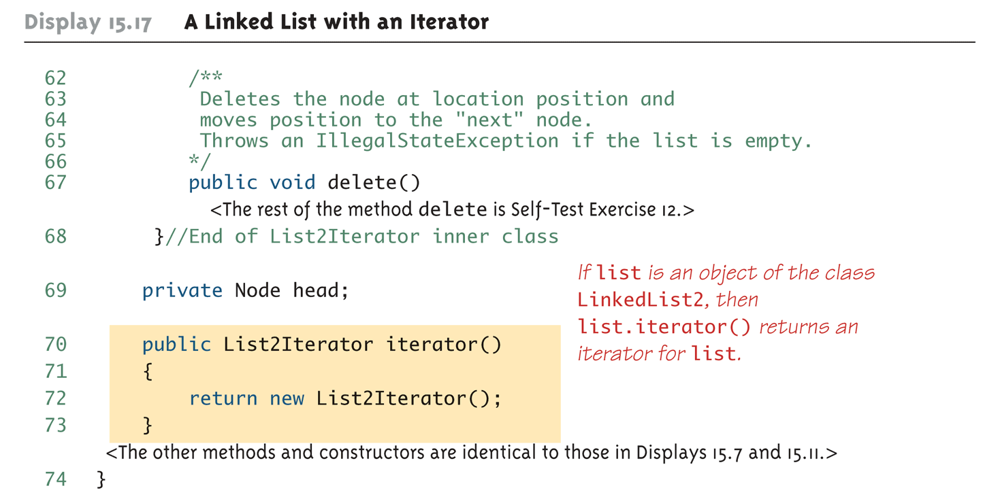 Display 15.17 A Linked List with an Iterator
62 /**
63 Deletes the node at location position and
64 moves position to the "next" node.
65 Throws an IllegalStateException if the list is empty.
66 */
67 public void delete()
<The rest of the method delete is Self-Test Exercise 12.>
68 }//End of List2Iterator inner class
69 private Node head;
If list is an object of the class
LinkedList2, then
list.iterator() returns an
iterator for list.
70 public List2Iterator iterator()
71 {
72 return new List2Iterator();
73 }
<The other methods and constructors are identical to those in Displays 15.7 and 15.11.>
74 }